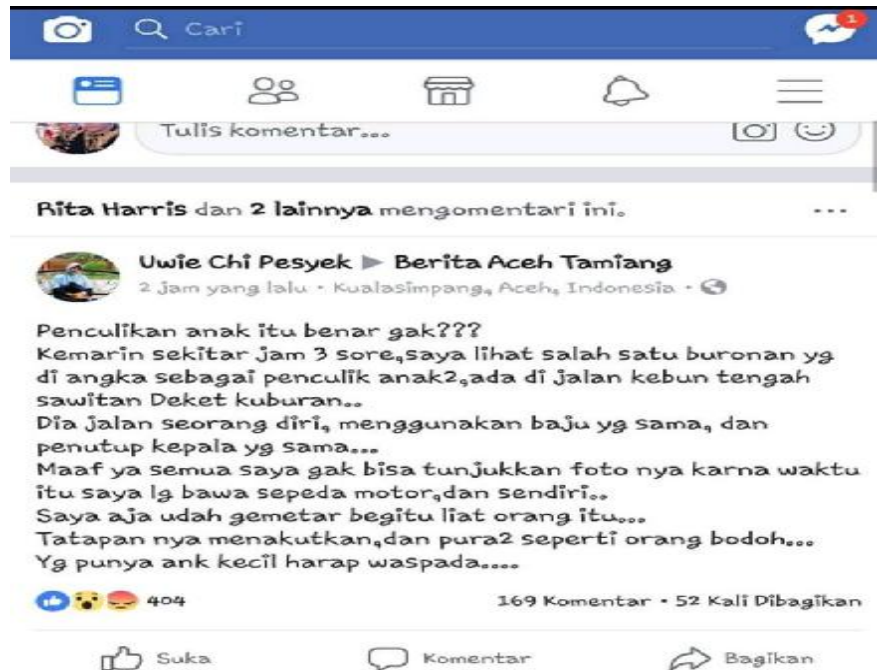 Cari
1
Tulis komentar...
Rita Harris dan 2 lainnya mengomentari ini.
Uwie Chi Pesyek ▶ Berita Aceh Tamiang
2 jam yang lalu · Kualasimpang, Aceh, Indonesia ·
Penculikan anak itu benar gak???
Kemarin sekitar jam 3 sore,saya lihat salah satu buronan yg
di angka sebagai penculik anak2,ada di jalan kebun tengah
sawitan Deket kuburan..
Dia jalan seorang diri, menggunakan baju yg sama, dan
penutup kepala yg sama...
Maaf ya semua saya gak bisa tunjukkan foto nya karna waktu
itu saya lg bawa sepeda motor,dan sendiri..
Saya aja udah gemetar begitu liat orang itu...
Tatapan nya menakutkan,dan pura2 seperti orang bodoh...
Yg punya ank kecil harap waspada....
404
169 Komentar · 52 Kali Dibagikan
Suka
Komentar
Bagikan